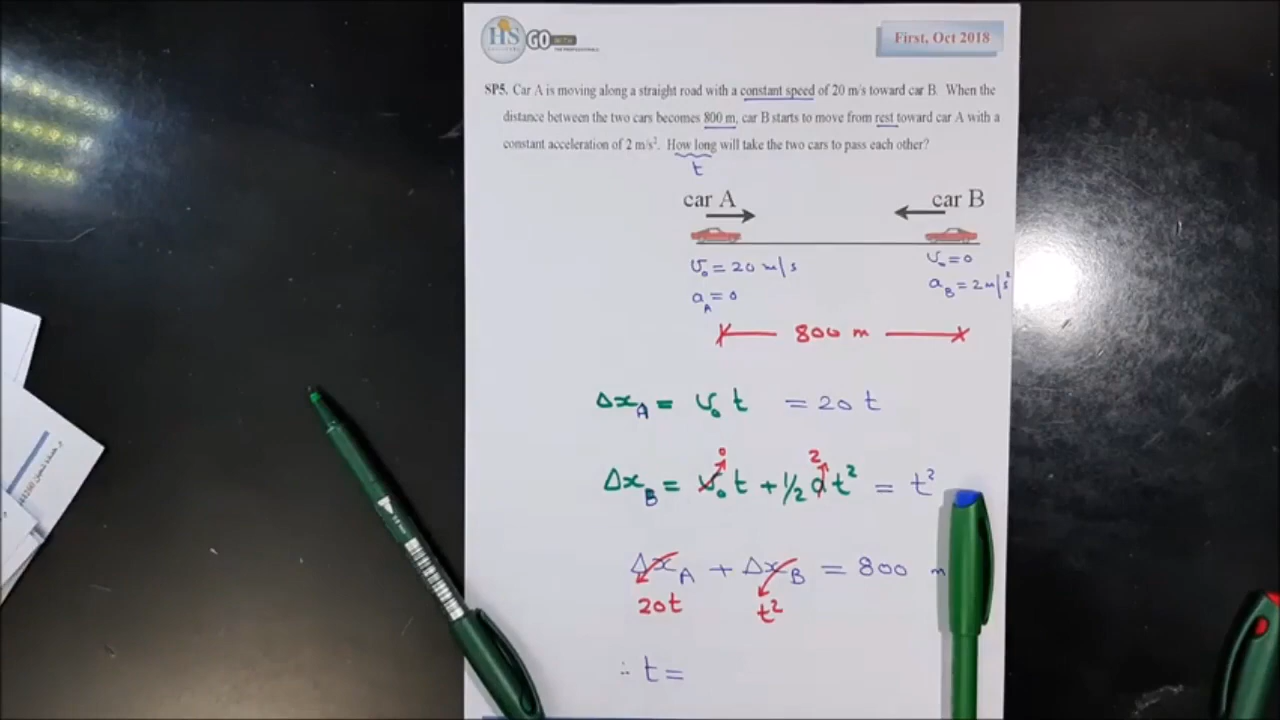 HS
GO
First, Oct 2018
SP5. Car A is moving along a straight road with a constant speed of 20 m/s toward car B. When the
distance between the two cars becomes 800 m, car B starts to move from rest toward car A with a
constant acceleration of 2 m/s². How long will take the two cars to pass each other?
t
car A
car B
v₀ = 20 m/s
v₀ = 0
a_A = 0
a_B = 2 m/s²
800 m
Δx_A = v₀ t = 20 t
0 2
Δx_B = v₀ t + 1/2 a t² = t²
Δx_A + Δx_B = 800 m
20t t²
∴ t =